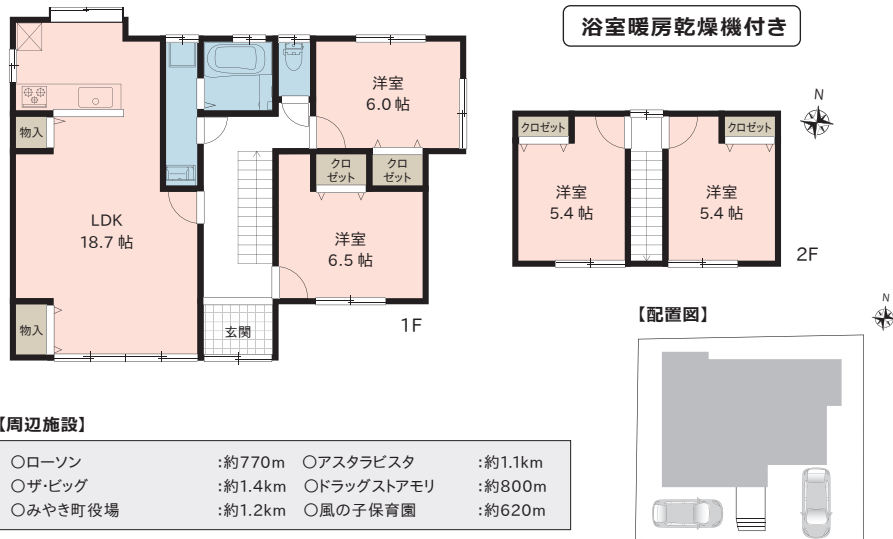 浴室暖房乾燥機付き
洋室
6.0 帖
物入
クロ
ゼット
クロ
ゼット
LDK
18.7 帖
洋室
6.5 帖
物入
玄関
1F
N
クロゼット
クロゼット
洋室
5.4 帖
洋室
5.4 帖
2F
【配置図】
N
【周辺施設】
○ローソン :約770m ○アスタラビスタ :約1.1km
○ザ・ビッグ :約1.4km ○ドラッグストアモリ :約800m
○みやき町役場 :約1.2km ○風の子保育園 :約620m